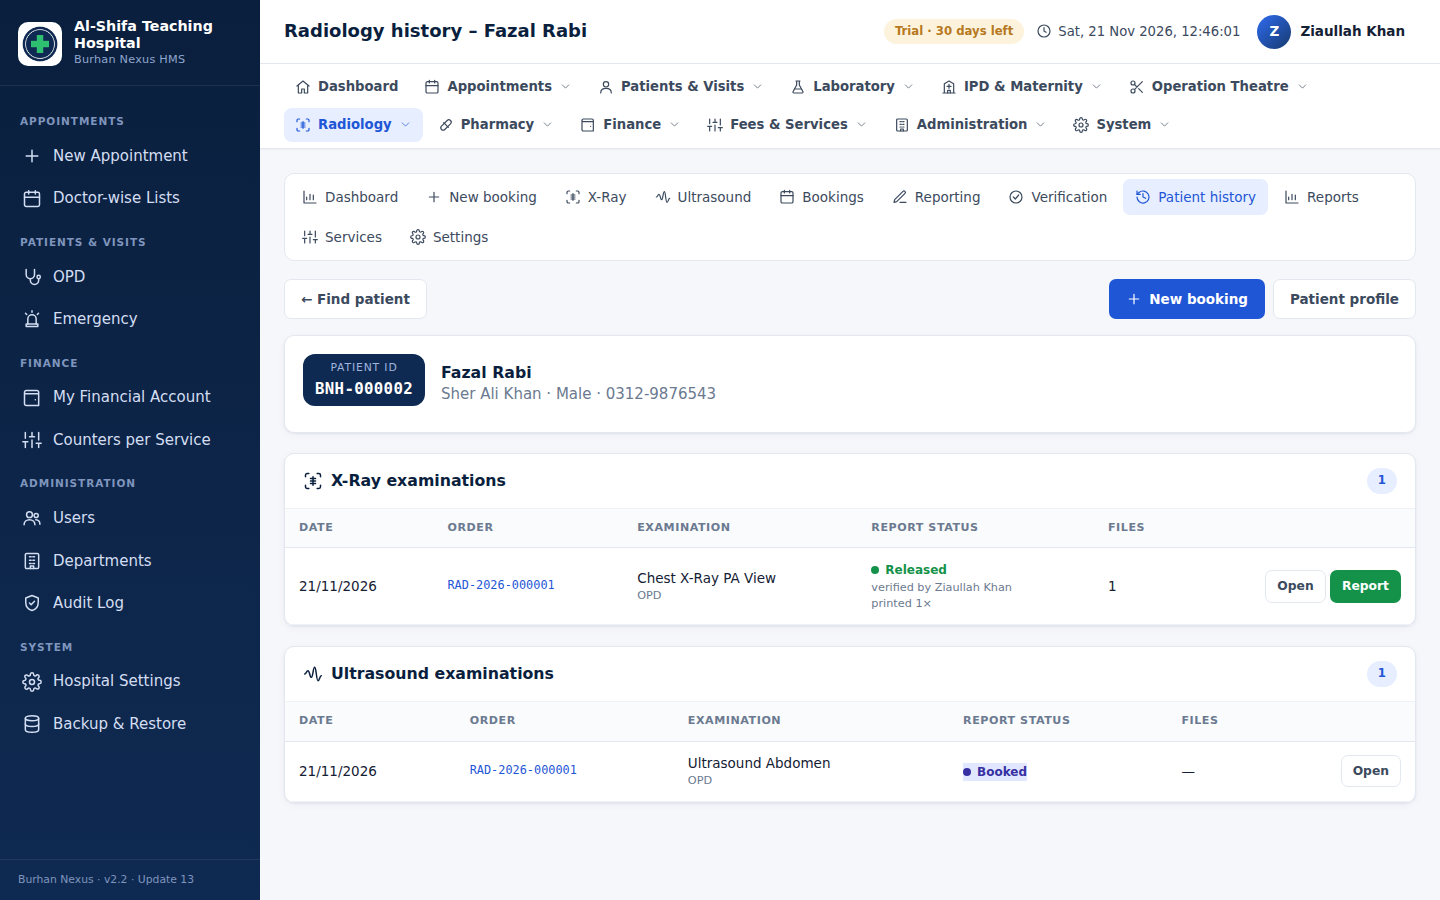 Al-Shifa Teaching
Hospital
Burhan Nexus HMS
APPOINTMENTS
New Appointment
Doctor-wise Lists
PATIENTS & VISITS
OPD
Emergency
FINANCE
My Financial Account
Counters per Service
ADMINISTRATION
Users
Departments
Audit Log
SYSTEM
Hospital Settings
Backup & Restore
Burhan Nexus · v2.2 · Update 13
Radiology history – Fazal Rabi
Trial · 30 days left
Sat, 21 Nov 2026, 12:46:01
Z
Ziaullah Khan
Dashboard Appointments Patients & Visits Laboratory IPD & Maternity Operation Theatre
Radiology Pharmacy Finance Fees & Services Administration System
Dashboard New booking X-Ray Ultrasound Bookings Reporting Verification Patient history Reports
Services Settings
← Find patient
New booking Patient profile
PATIENT ID
BNH-000002
Fazal Rabi
Sher Ali Khan · Male · 0312-9876543
X-Ray examinations 1
DATE ORDER EXAMINATION REPORT STATUS FILES
21/11/2026 RAD-2026-000001 Chest X-Ray PA View
OPD
Released
verified by Ziaullah Khan
printed 1×
1 Open Report
Ultrasound examinations 1
DATE ORDER EXAMINATION REPORT STATUS FILES
21/11/2026 RAD-2026-000001 Ultrasound Abdomen
OPD
Booked — Open